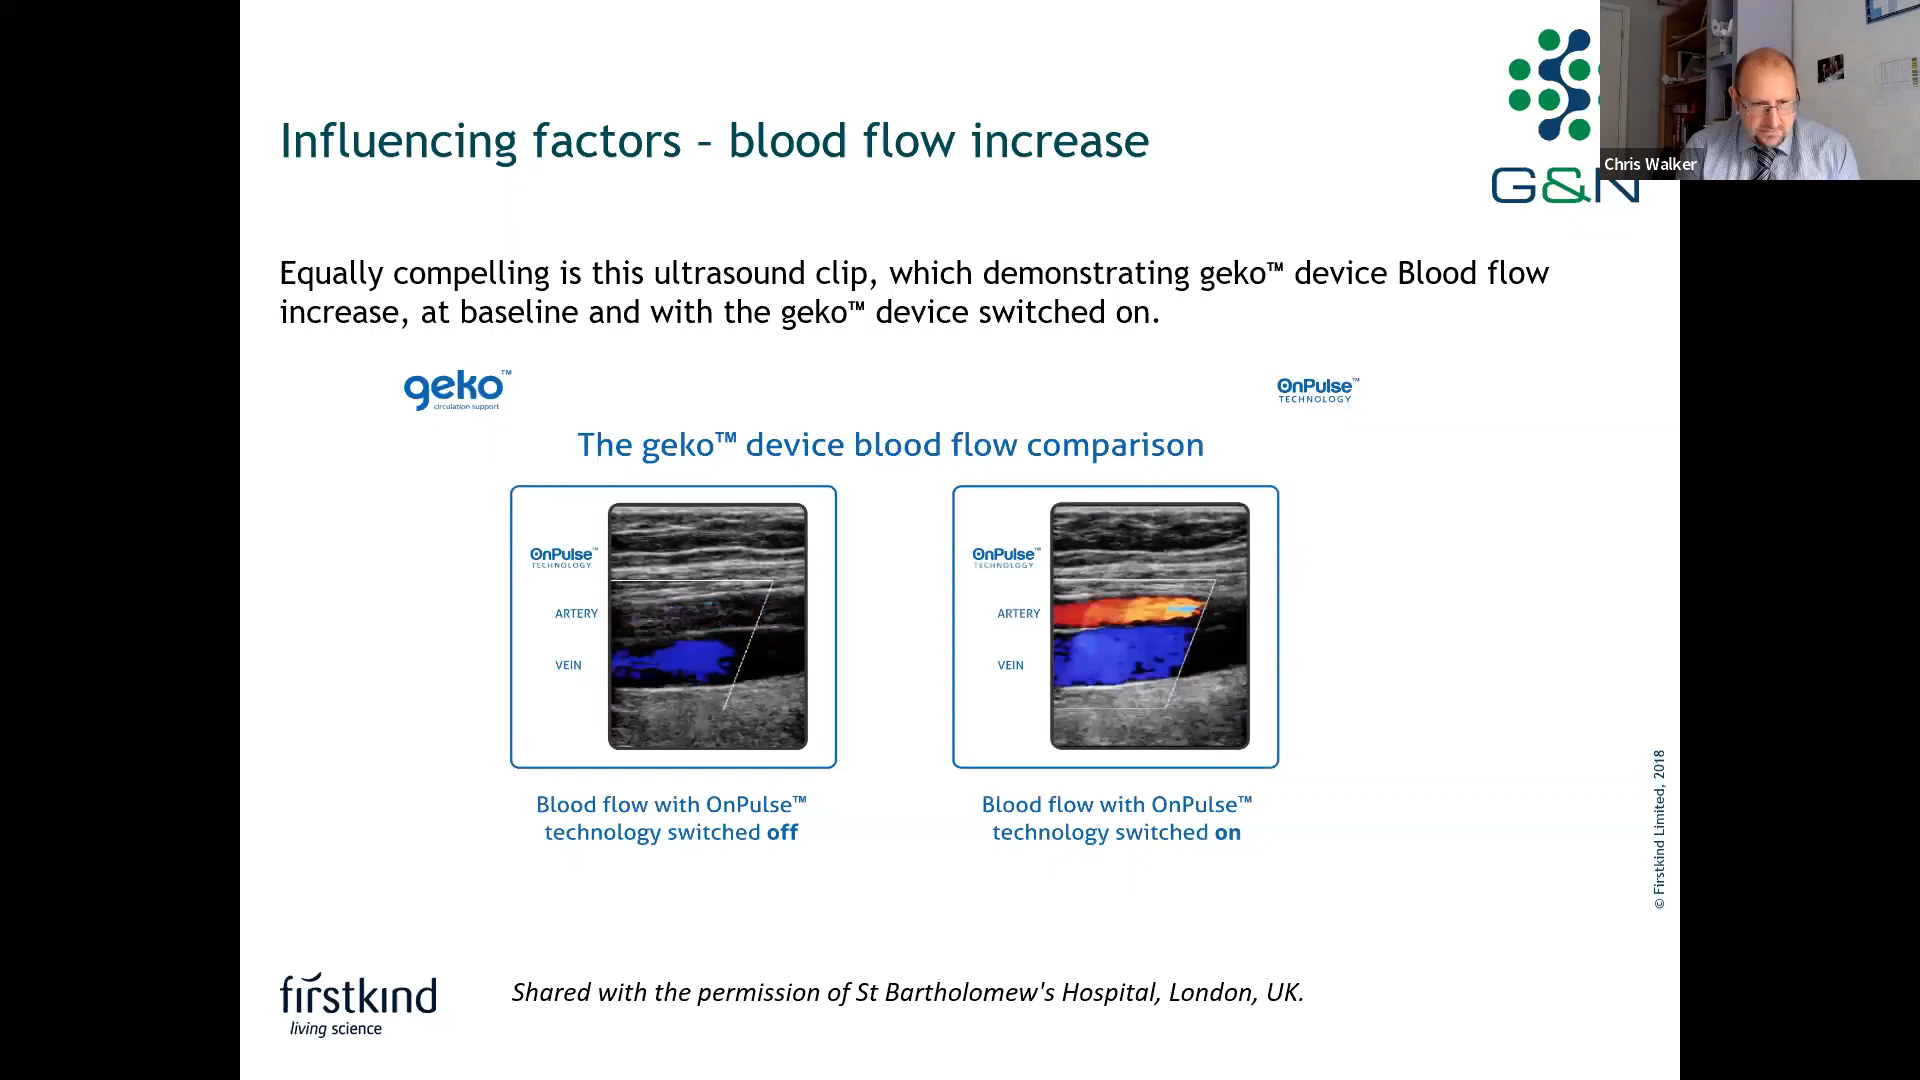 Influencing factors – blood flow increase
G&N
Chris Walker
Equally compelling is this ultrasound clip, which demonstrating geko™ device Blood flow
increase, at baseline and with the geko™ device switched on.
geko™
circulation support
OnPulse™
TECHNOLOGY
The geko™ device blood flow comparison
OnPulse™
TECHNOLOGY
ARTERY
VEIN
Blood flow with OnPulse™
technology switched off
OnPulse™
TECHNOLOGY
ARTERY
VEIN
Blood flow with OnPulse™
technology switched on
© Firstkind Limited, 2018
firstkind
living science
Shared with the permission of St Bartholomew's Hospital, London, UK.